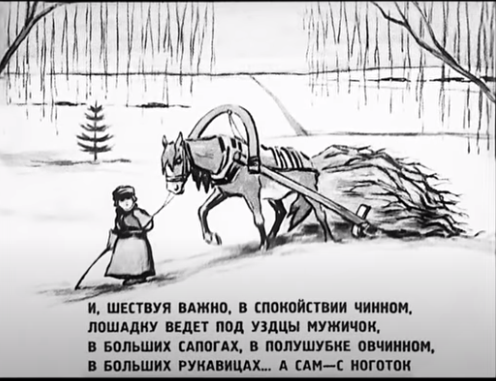 И, ШЕСТВУЯ ВАЖНО, В СПОКОЙСТВИИ ЧИННОМ,
ЛОШАДКУ ВЕДЕТ ПОД УЗДЦЫ МУЖИЧОК,
В БОЛЬШИХ САПОГАХ, В ПОЛУШУБКЕ ОВЧИННОМ,
В БОЛЬШИХ РУКАВИЦАХ... А САМ—С НОГОТОК